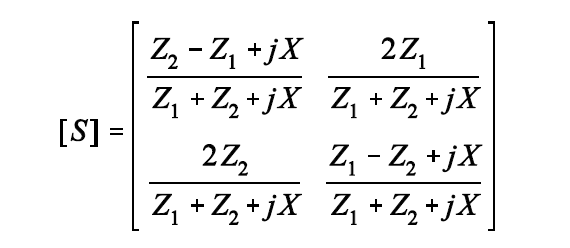 [S] = [ (Z₂ − Z₁ + jX) / (Z₁ + Z₂ + jX)    2Z₁ / (Z₁ + Z₂ + jX) ]
[ 2Z₂ / (Z₁ + Z₂ + jX)    (Z₁ − Z₂ + jX) / (Z₁ + Z₂ + jX) ]